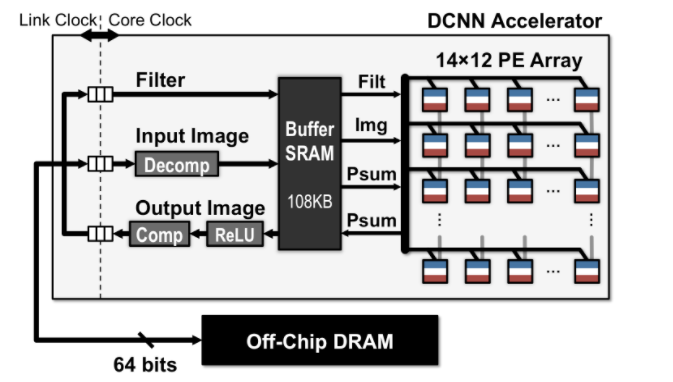 Link Clock
Core Clock
DCNN Accelerator
14×12 PE Array
Filter
Filt
Input Image
Decomp
Buffer
SRAM
108KB
Img
Psum
Output Image
Comp
ReLU
Psum
...
...
...
...
64 bits
Off-Chip DRAM